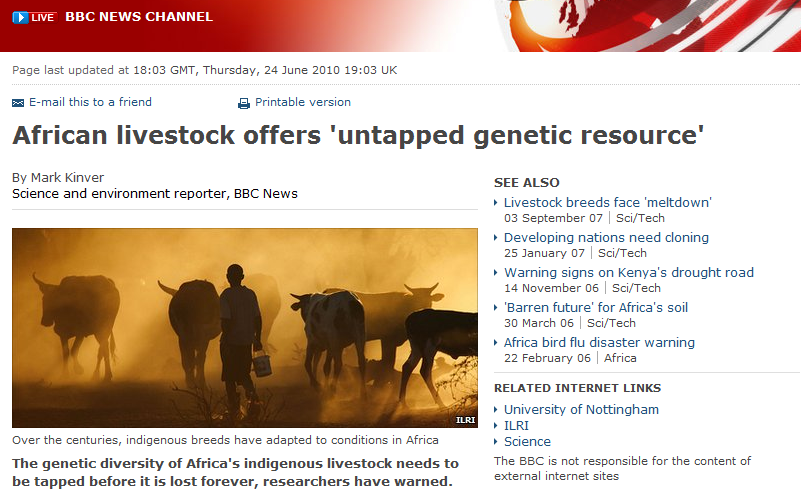 LIVE BBC NEWS CHANNEL
Page last updated at 18:03 GMT, Thursday, 24 June 2010 19:03 UK
E-mail this to a friend
Printable version
African livestock offers 'untapped genetic resource'
By Mark Kinver
Science and environment reporter, BBC News
ILRI
Over the centuries, indigenous breeds have adapted to conditions in Africa
The genetic diversity of Africa's indigenous livestock needs to
be tapped before it is lost forever, researchers have warned.
SEE ALSO
Livestock breeds face 'meltdown'
03 September 07 | Sci/Tech
Developing nations need cloning
25 January 07 | Sci/Tech
Warning signs on Kenya's drought road
14 November 06 | Sci/Tech
'Barren future' for Africa's soil
30 March 06 | Sci/Tech
Africa bird flu disaster warning
22 February 06 | Africa
RELATED INTERNET LINKS
University of Nottingham
ILRI
Science
The BBC is not responsible for the content of
external internet sites